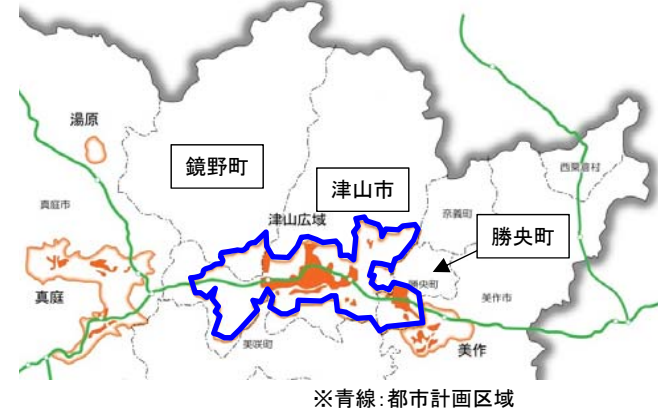 湯原
鏡野町
津山市
西粟倉村
真庭市
津山広域
奈義町
勝央町
真庭
勝央町
美作市
美咲町
美作
※青線：都市計画区域